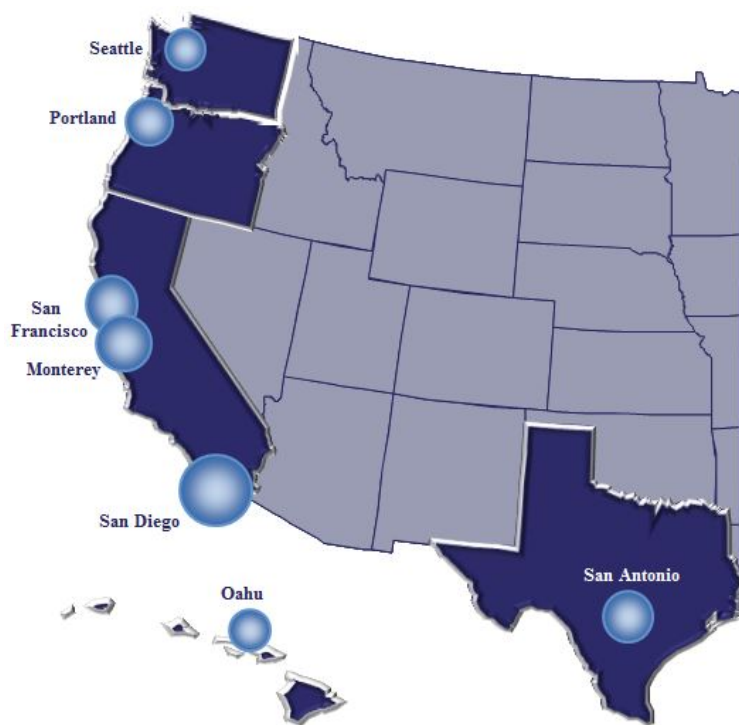 Seattle
Portland
San
Francisco
Monterey
San Diego
San Antonio
Oahu